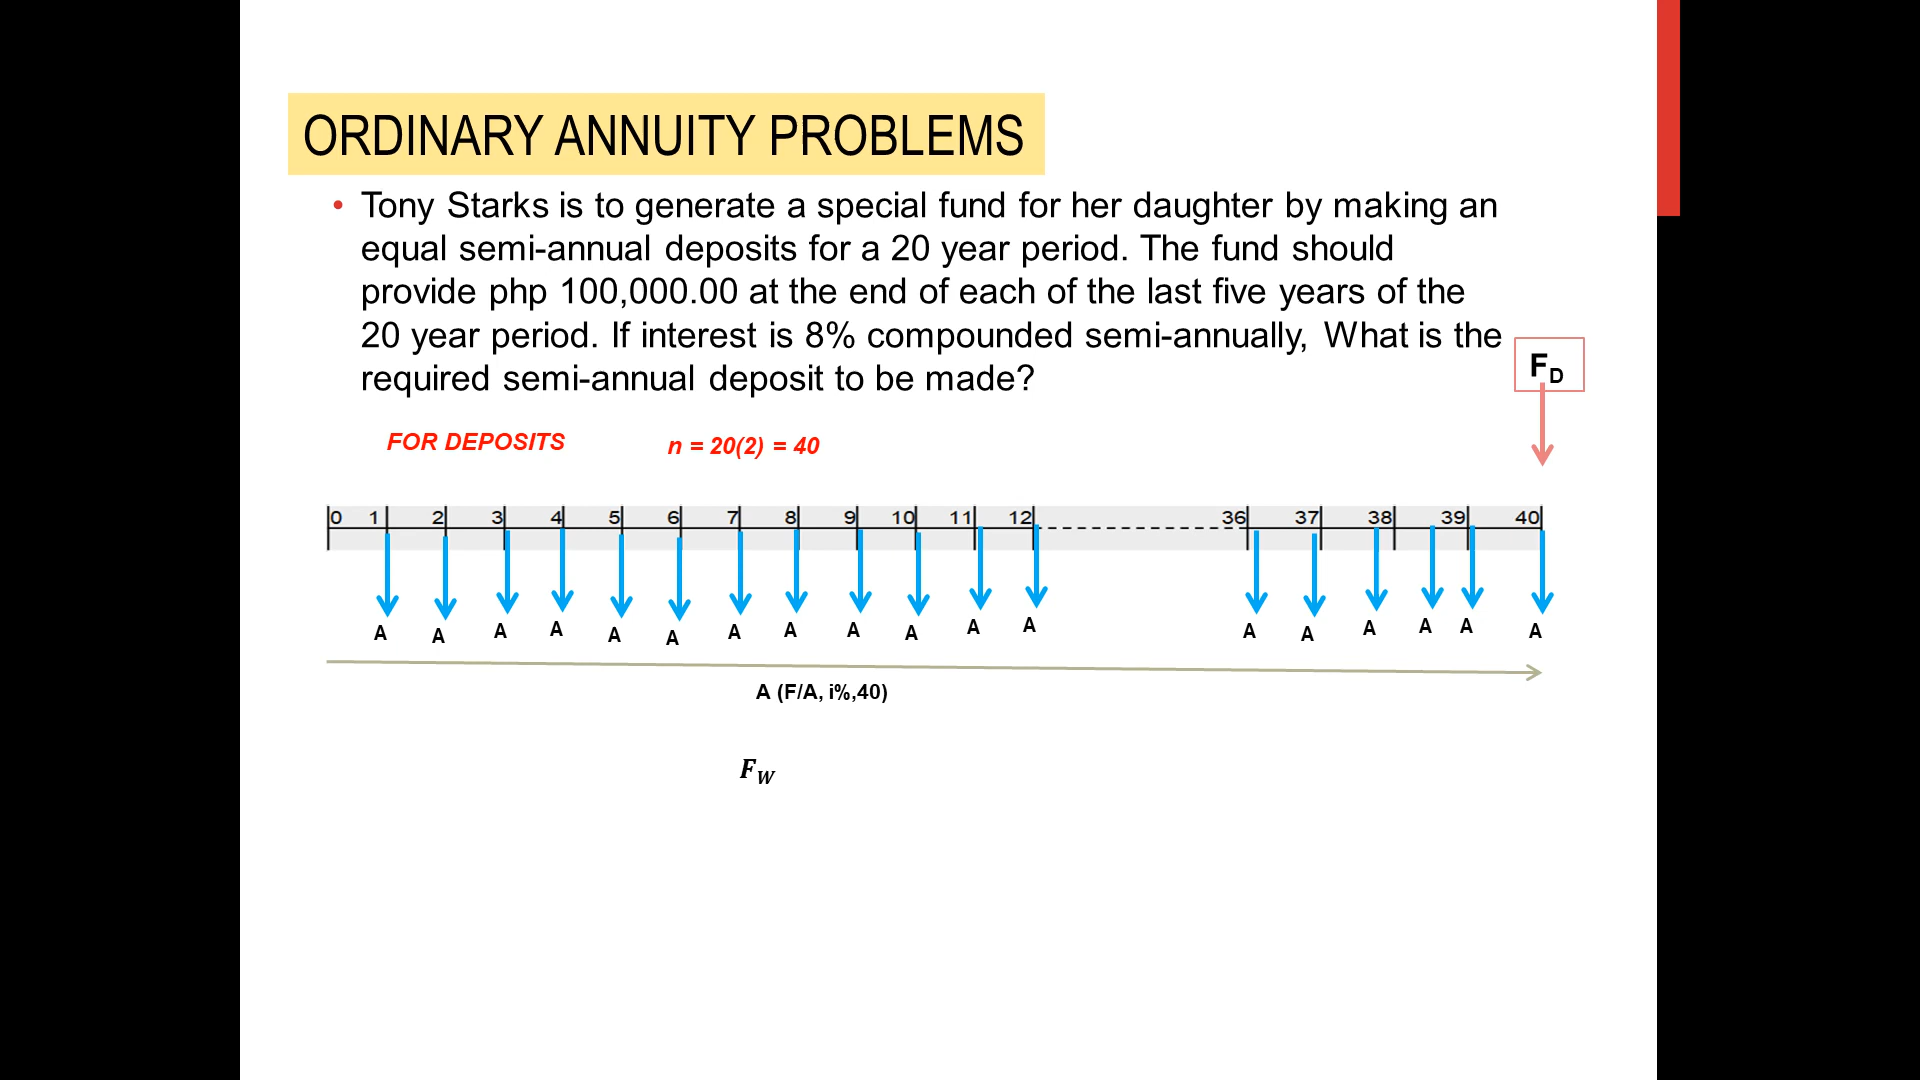 ORDINARY ANNUITY PROBLEMS
• Tony Starks is to generate a special fund for her daughter by making an
equal semi-annual deposits for a 20 year period. The fund should
provide php 100,000.00 at the end of each of the last five years of the
20 year period. If interest is 8% compounded semi-annually, What is the
required semi-annual deposit to be made?
F_D
FOR DEPOSITS n = 20(2) = 40
0 1 2 3 4 5 6 7 8 9 10 11 12 36 37 38 39 40
A A A A A A A A A A A A A A A A A A
A (F/A, i%,40)
F_W